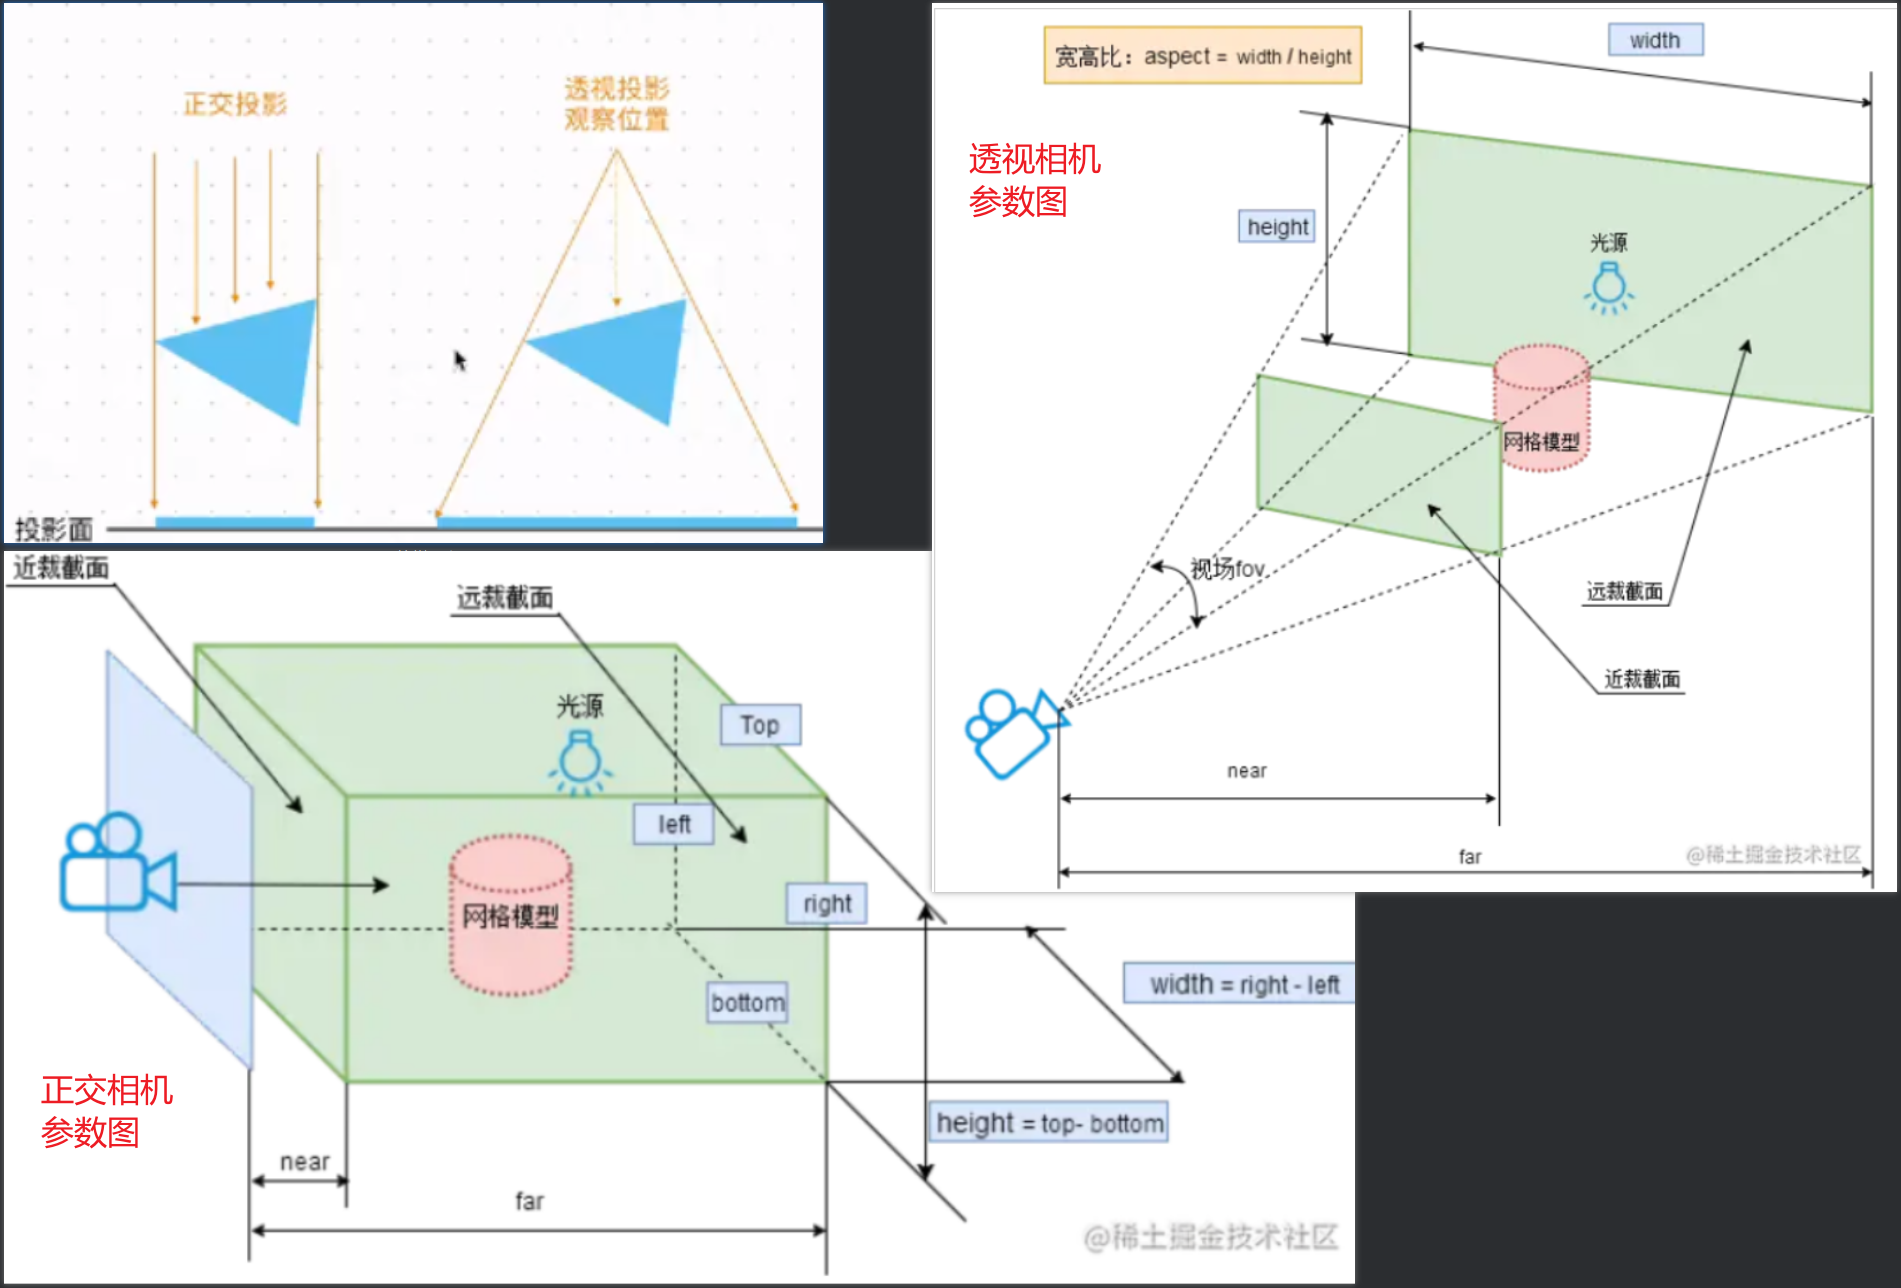 正交投影
透视投影
观察位置
投影面
宽高比：aspect = width / height
width
透视相机
参数图
height
光源
网格模型
视场fov
远裁截面
近裁截面
near
far
@稀土掘金技术社区
近裁截面
远裁截面
光源
Top
left
right
网格模型
bottom
width = right - left
正交相机
参数图
height = top- bottom
near
far
@稀土掘金技术社区